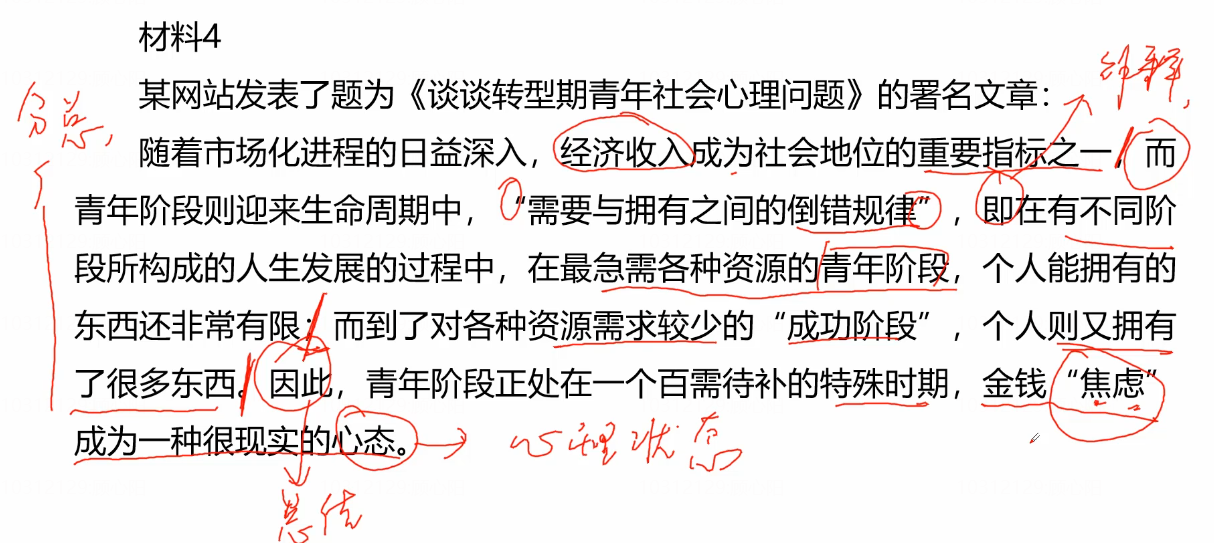 材料4
某网站发表了题为《谈谈转型期青年社会心理问题》的署名文章：
随着市场化进程的日益深入，经济收入成为社会地位的重要指标之一，而
青年阶段则迎来生命周期中，“需要与拥有之间的倒错规律”，即在有不同阶
段所构成的人生发展的过程中，在最急需各种资源的青年阶段，个人能拥有的
东西还非常有限；而到了对各种资源需求较少的“成功阶段”，个人则又拥有
了很多东西。因此，青年阶段正处在一个百需待补的特殊时期，金钱“焦虑”
成为一种很现实的心态。
分总，
解释，
心理状态
总结